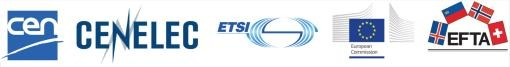 cen
CENELEC
ETSI
European
Commission
EFTA